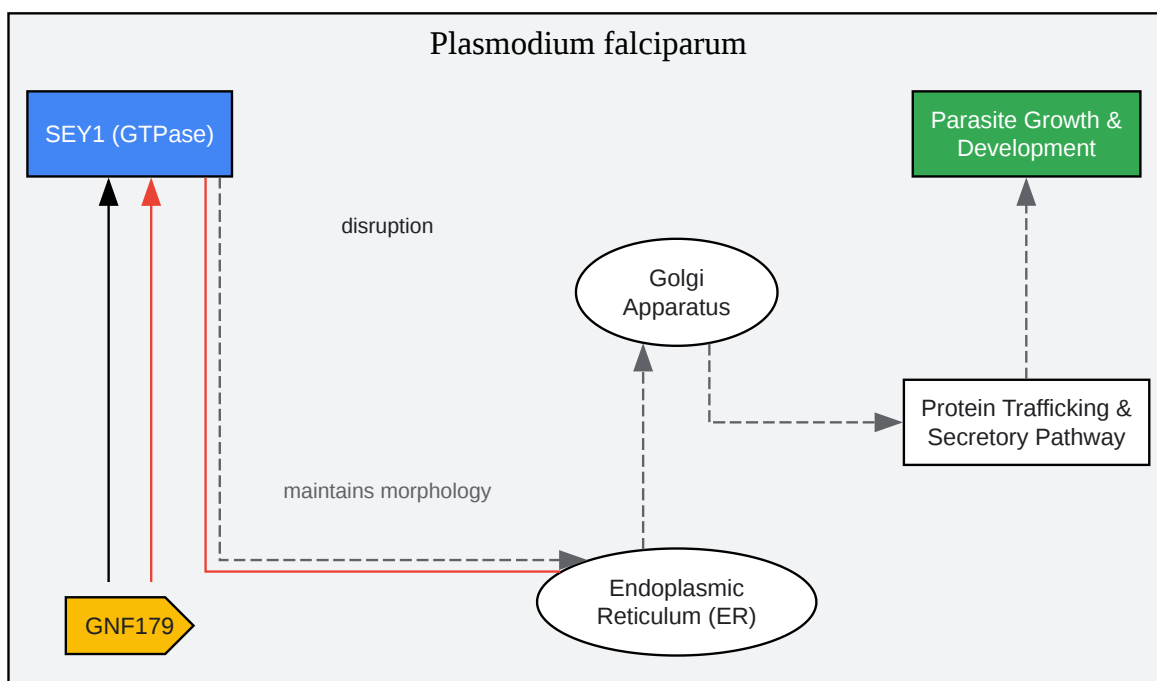 Plasmodium falciparum
SEY1 (GTPase)
Parasite Growth &
Development
disruption
Golgi
Apparatus
Protein Trafficking &
Secretory Pathway
maintains morphology
Endoplasmic
Reticulum (ER)
GNF179